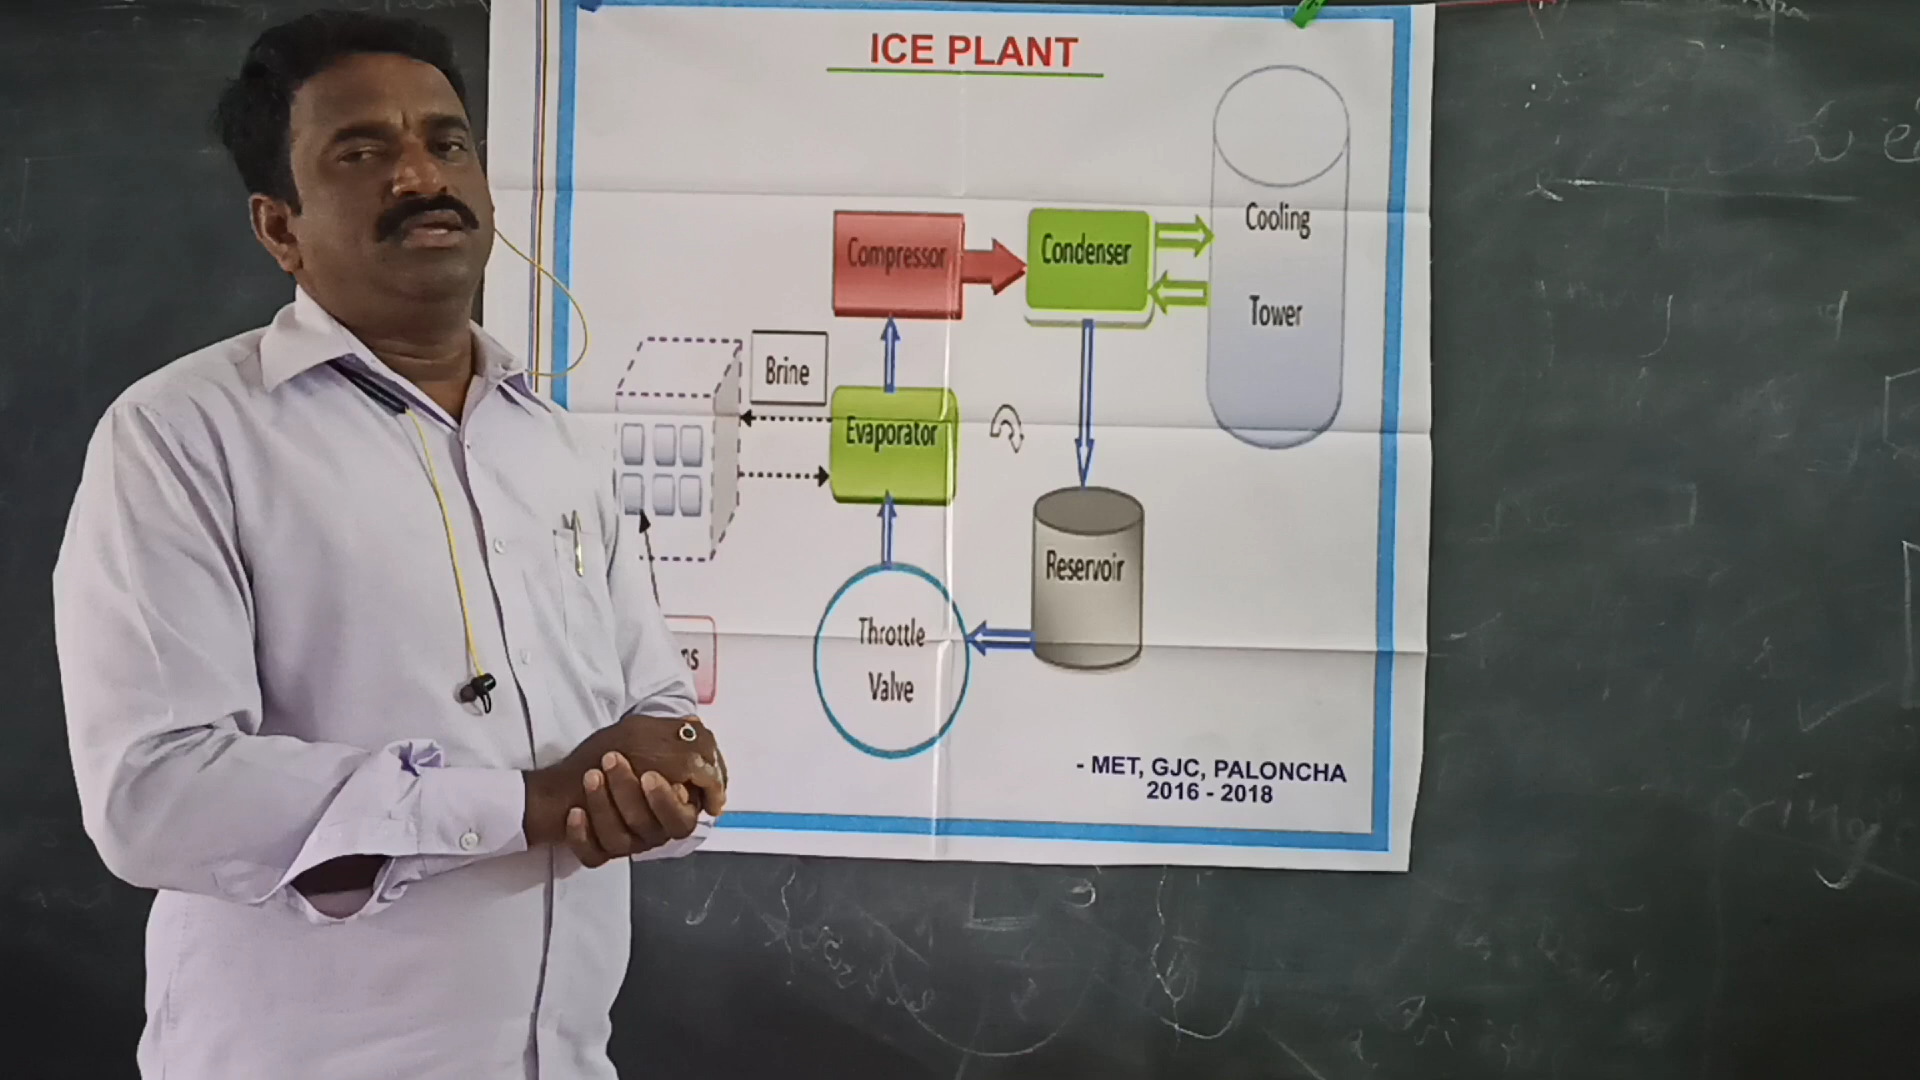 ICE PLANT
Cooling
Tower
Compressor
Condenser
Brine
Evaporator
Reservoir
Throttle
Valve
- MET, GJC, PALONCHA
2016 - 2018